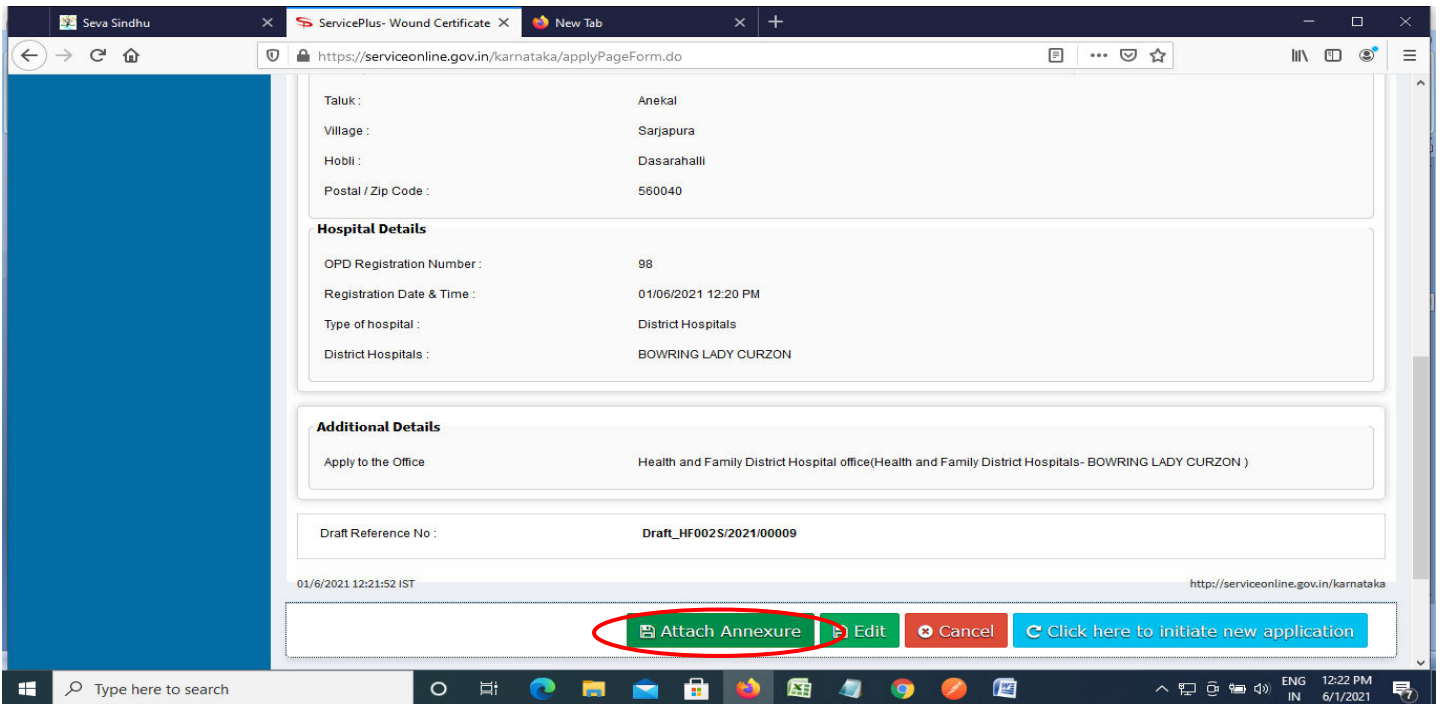 Seva Sindhu
ServicePlus- Wound Certificate
New Tab
https://serviceonline.gov.in/karnataka/applyPageForm.do
Taluk : Anekal
Village : Sarjapura
Hobli : Dasarahalli
Postal / Zip Code : 560040
Hospital Details
OPD Registration Number : 98
Registration Date & Time : 01/06/2021 12:20 PM
Type of hospital : District Hospitals
District Hospitals : BOWRING LADY CURZON
Additional Details
Apply to the Office Health and Family District Hospital office(Health and Family District Hospitals- BOWRING LADY CURZON )
Draft Reference No : Draft_HF002S/2021/00009
01/6/2021 12:21:52 IST http://serviceonline.gov.in/karnataka
Attach Annexure Edit Cancel Click here to initiate new application
Type here to search
ENG 12:22 PM
IN 6/1/2021
7